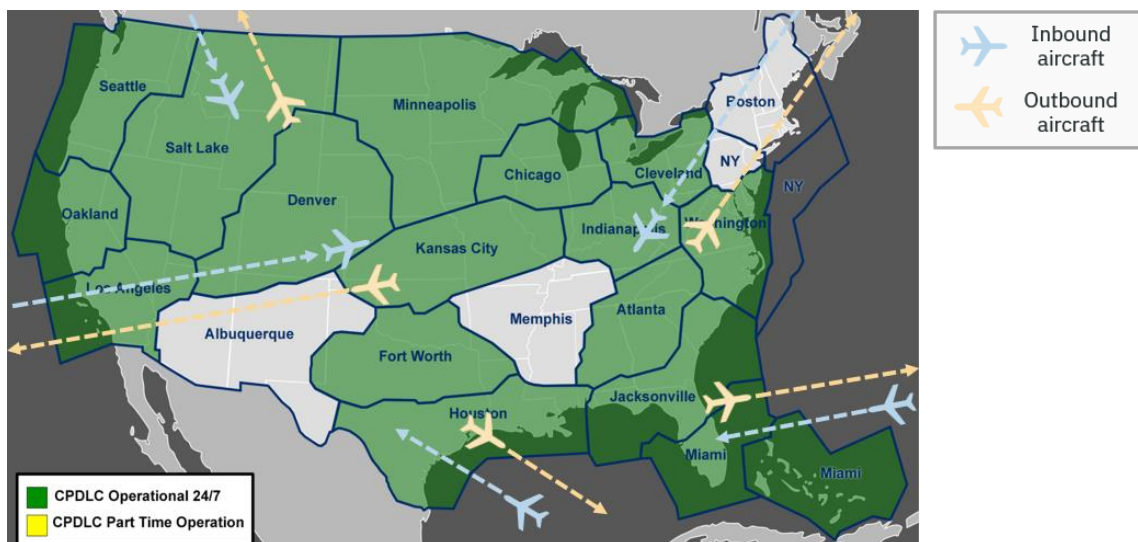 Inbound
aircraft
Outbound
aircraft
Seattle
Minneapolis
Boston
Salt Lake
NY
Chicago
Cleveland
NY
Denver
Oakland
Indianapolis
Washington
Kansas City
Los Angeles
Atlanta
Memphis
Albuquerque
Fort Worth
Jacksonville
Houston
Miami
Miami
CPDLC Operational 24/7
CPDLC Part Time Operation